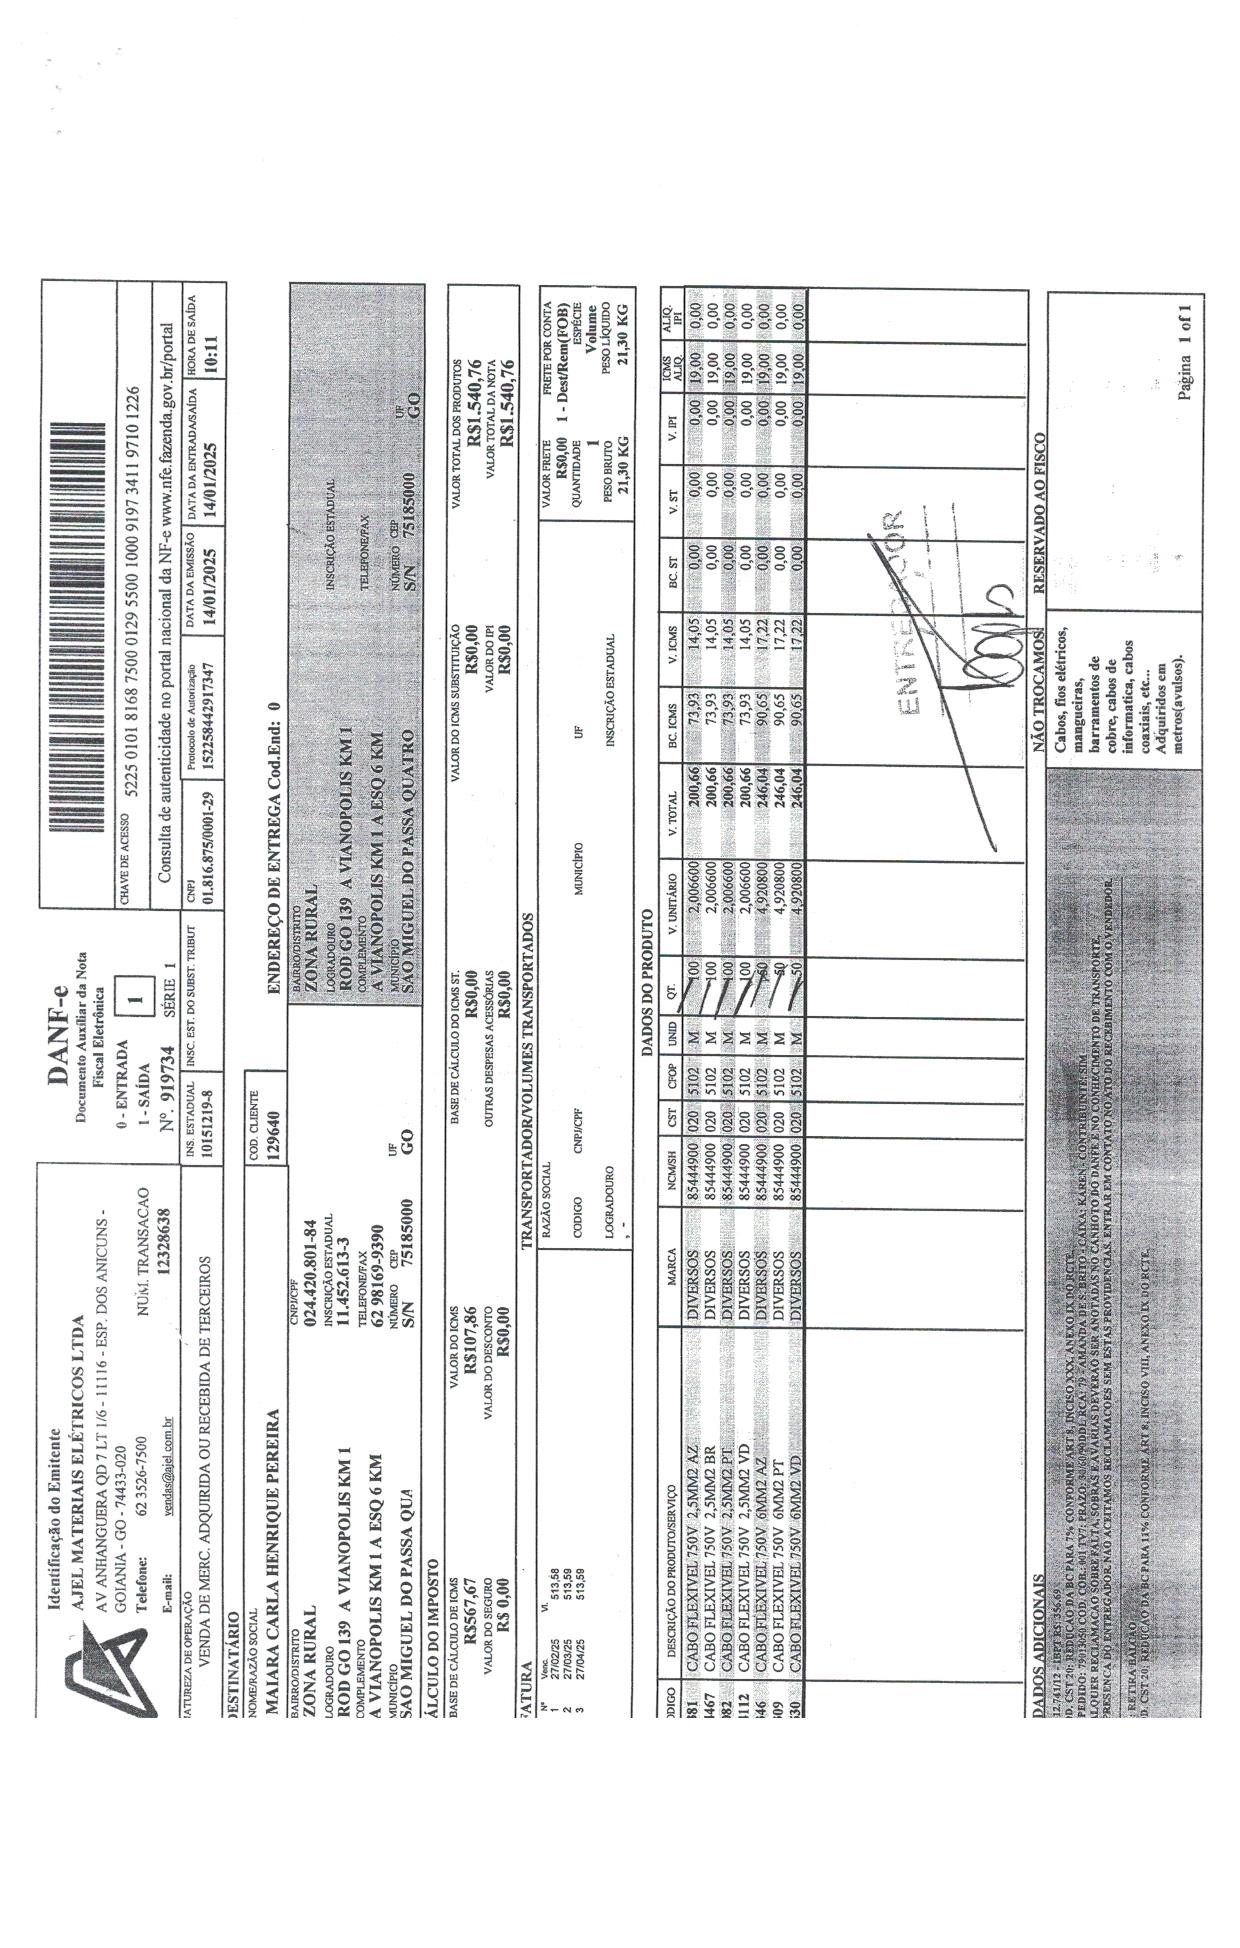 Identificação do Emitente
AJEL MATERIAIS ELÉTRICOS LTDA
AV ANHANGUERA QD 7 LT 1/6 - 11116 - ESP. DOS ANICUNS -
GOIANIA - GO - 74433-020
Telefone: 62 3526-7500
NUM. TRANSACAO
E-mail: vendas@ajel.com.br 12328638
DANF-e
Documento Auxiliar da Nota
Fiscal Eletrônica
0 - ENTRADA
1 - SAÍDA
1
Nº. 919734 SÉRIE 1
CHAVE DE ACESSO 5225 0101 8168 7500 0129 5500 1000 9197 3411 9710 1226
Consulta de autenticidade no portal nacional da NF-e www.nfe.fazenda.gov.br/portal
ATUREZA DE OPERAÇÃO INS. ESTADUAL INSC. EST. DO SUBST. TRIBUT CNPJ Protocolo de Autorização DATA DA EMISSÃO DATA DA ENTRADA/SAÍDA HORA DE SAÍDA
VENDA DE MERC. ADQUIRIDA OU RECEBIDA DE TERCEIROS 10151219-8 01.816.875/0001-29 152258442917347 14/01/2025 14/01/2025 10:11
ESTINATÁRIO
NOME/RAZÃO SOCIAL COD. CLIENTE
MAIARA CARLA HENRIQUE PEREIRA 129640 ENDEREÇO DE ENTREGA Cod.End: 0
BAIRRO/DISTRITO CNPJ/CPF BAIRRO/DISTRITO
ZONA RURAL 024.420.801-84 ZONA RURAL
LOGRADOURO INSCRIÇÃO ESTADUAL LOGRADOURO INSCRIÇÃO ESTADUAL
ROD GO 139 A VIANOPOLIS KM 1 11.452.613-3 ROD GO 139 A VIANOPOLIS KM 1
COMPLEMENTO TELEFONE/FAX COMPLEMENTO TELEFONE/FAX
A VIANOPOLIS KM 1 A ESQ 6 KM 62 98169-9390 A VIANOPOLIS KM 1 A ESQ 6 KM
MUNICÍPIO NÚMERO CEP UF MUNICÍPIO NÚMERO CEP UF
SAO MIGUEL DO PASSA QUA S/N 75185000 GO SAO MIGUEL DO PASSA QUATRO S/N 75185000 GO
ÁLCULO DO IMPOSTO
BASE DE CÁLCULO DE ICMS VALOR DO ICMS BASE DE CÁLCULO DO ICMS ST. VALOR DO ICMS SUBSTITUIÇÃO VALOR TOTAL DOS PRODUTOS
R$567,67 R$107,86 R$0,00 R$0,00 R$1.540,76
VALOR DO SEGURO VALOR DO DESCONTO OUTRAS DESPESAS ACESSÓRIAS VALOR DO IPI VALOR TOTAL DA NOTA
R$ 0,00 R$0,00 R$0,00 R$0,00 R$1.540,76
FATURA
Nº Venc. Vl.
1 27/02/25 513,58
2 27/03/25 513,59
3 27/04/25 513,59
TRANSPORTADOR/VOLUMES TRANSPORTADOS
RAZÃO SOCIAL VALOR FRETE FRETE POR CONTA
R$0,00 1 - Dest/Rem(FOB)
CODIGO CNPJ/CPF MUNICÍPIO UF QUANTIDADE ESPÉCIE
1 Volume
LOGRADOURO INSCRIÇÃO ESTADUAL PESO BRUTO PESO LÍQUIDO
, - 21,30 KG 21,30 KG
DADOS DO PRODUTO
ODIGO DESCRIÇÃO DO PRODUTO/SERVIÇO MARCA NCM/SH CST CFOP UNID QT. V. UNITÁRIO V. TOTAL BC. ICMS V. ICMS BC. ST V. ST V. IPI ICMS ALIQ. ALIQ. IPI
381 CABO FLEXIVEL 750V 2,5MM2 AZ DIVERSOS 85444900 020 5102 M 100 2,006600 200,66 73,93 14,05 0,00 0,00 0,00 19,00 0,00
4467 CABO FLEXIVEL 750V 2,5MM2 BR DIVERSOS 85444900 020 5102 M 100 2,006600 200,66 73,93 14,05 0,00 0,00 0,00 19,00 0,00
082 CABO FLEXIVEL 750V 2,5MM2 PT DIVERSOS 85444900 020 5102 M 100 2,006600 200,66 73,93 14,05 0,00 0,00 0,00 19,00 0,00
4112 CABO FLEXIVEL 750V 2,5MM2 VD DIVERSOS 85444900 020 5102 M 100 2,006600 200,66 73,93 14,05 0,00 0,00 0,00 19,00 0,00
346 CABO FLEXIVEL 750V 6MM2 AZ DIVERSOS 85444900 020 5102 M 50 4,920800 246,04 90,65 17,22 0,00 0,00 0,00 19,00 0,00
309 CABO FLEXIVEL 750V 6MM2 PT DIVERSOS 85444900 020 5102 M 50 4,920800 246,04 90,65 17,22 0,00 0,00 0,00 19,00 0,00
330 CABO FLEXIVEL 750V 6MM2 VD DIVERSOS 85444900 020 5102 M 50 4,920800 246,04 90,65 17,22 0,00 0,00 0,00 19,00 0,00
ENTREGADOR
DADOS ADICIONAIS
12.741/12 - IBPT R$: 356,69
OD. CST 20: REDUÇÃO DA BC PARA 7% CONFORME ART 8, INCISO XXX, ANEXO IX DO RCTE.
PEDIDO: 79013650 COD. COB.: 001 TV7: PRAZO: 30/60/90DDL RCA: 79 - AMANDA DE S. BRITO - CAIXA: KAREN - CONTRIBUINTE: SIM
ALQUER RECLAMACAO SOBRE FALTA, SOBRAS E AVARIAS DEVERÃO SER ANOTADAS NO CANHOTO DO DANFE E NO CONHECIMENTO DE TRANSPORTE,
PRESENCA DO ENTREGADOR. NÃO ACEITAMOS RECLAMACOES SEM ESTAS PROVIDENCIAS. ENTRAR EM CONTATO NO ATO DO RECEBIMENTO COM O VENDEDOR.
: RETIRA BALCÃO
OD. CST 20: REDUÇÃO DA BC PARA 11% CONFORME ART 8, INCISO VIII, ANEXO IX DO RCTE.
NÃO TROCAMOS:
Cabos, fios elétricos,
mangueiras,
barramentos de
cobre, cabos de
informatica, cabos
coaxiais, etc...
Adquiridos em
metros(avulsos).
RESERVADO AO FISCO
Pagina 1 of 1